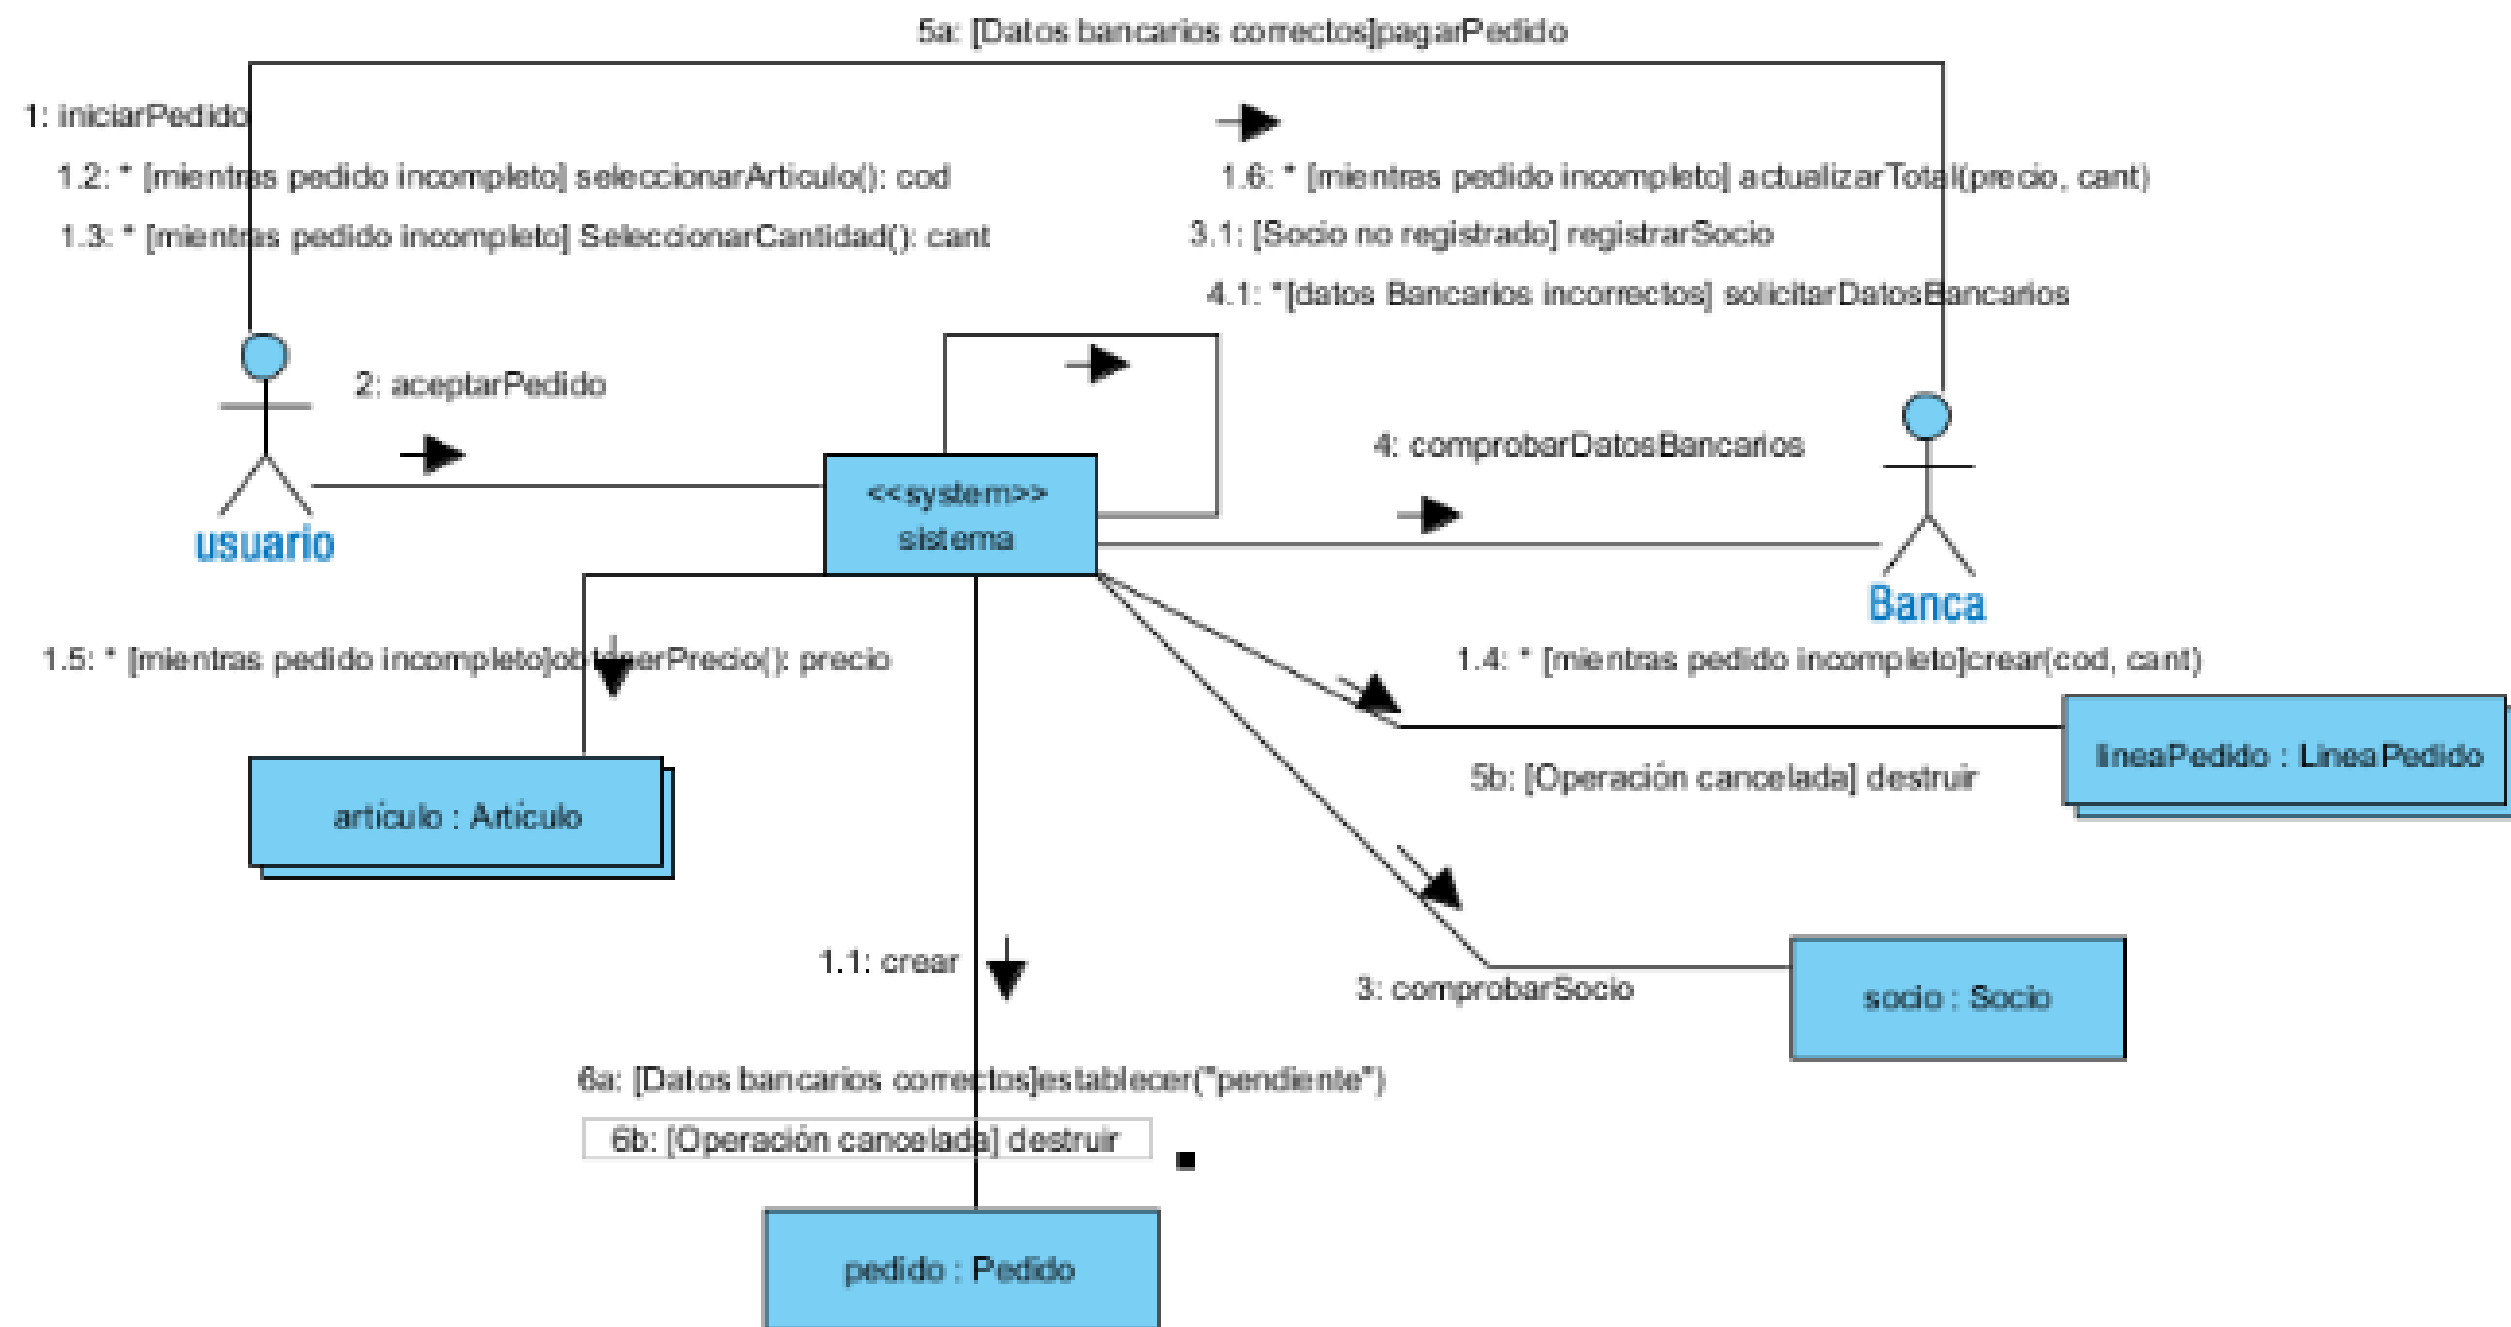 5a: [Datos bancarios correctos]pagarPedido
1: iniciarPedido
1.2: * [mientras pedido incompleto] seleccionarArticulo(): cod
1.6: * [mientras pedido incompleto] actualizarTotal(precio, cant)
1.3: * [mientras pedido incompleto] SeleccionarCantidad(): cant
3.1: [Socio no registrado] registrarSocio
4.1: *[datos Bancarios incorrectos] solicitarDatosBancarios
2: aceptarPedido
4: comprobarDatosBancarios
<<system>>
sistema
usuario
Banca
1.5: * [mientras pedido incompleto]obtenerPrecio(): precio
1.4: * [mientras pedido incompleto]crear(cod, cant)
lineaPedido : LineaPedido
5b: [Operación cancelada] destruir
artículo : Artículo
1.1: crear
3: comprobarSocio
socio : Socio
6a: [Datos bancarios correctos]establecer("pendiente")
6b: [Operación cancelada] destruir
pedido : Pedido